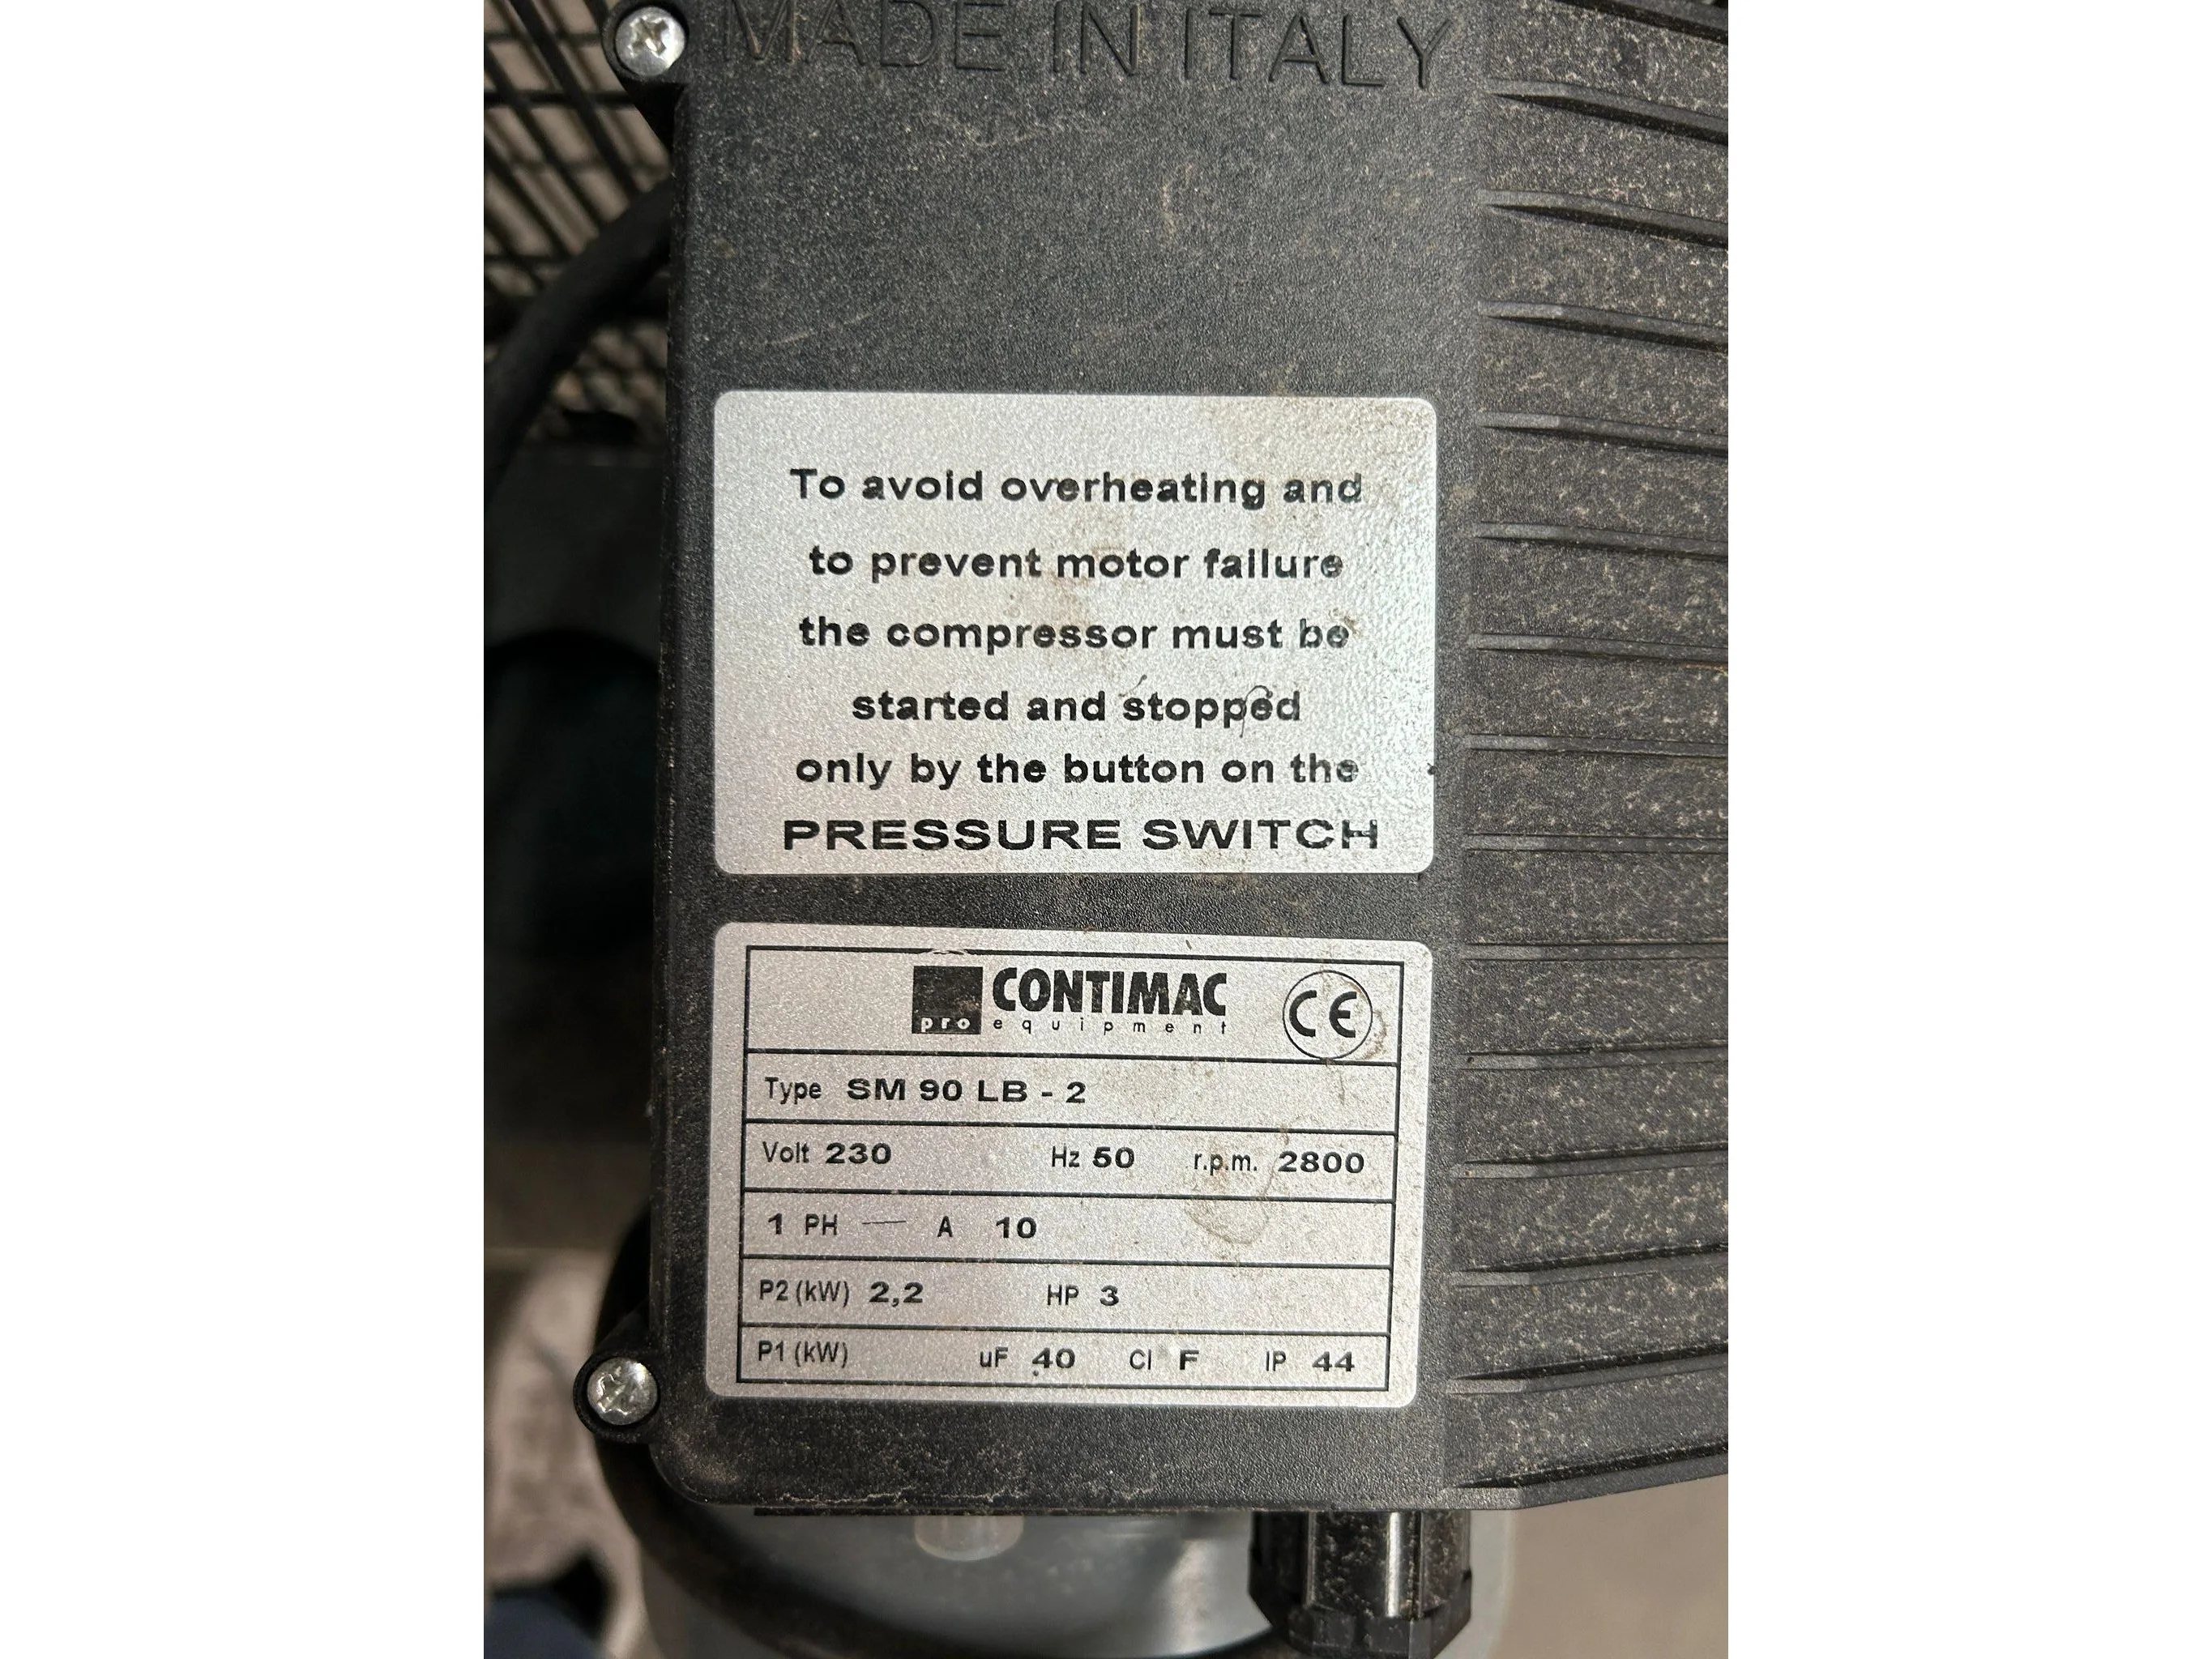 MADE IN ITALY
To avoid overheating and
to prevent motor failure
the compressor must be
started and stopped
only by the button on the
PRESSURE SWITCH
CONTIMAC CE
pro equipment
Type SM 90 LB - 2
Volt 230 Hz 50 r.p.m. 2800
1 PH — A 10
P2 (kW) 2,2 HP 3
P1 (kW) uF 40 Cl F IP 44